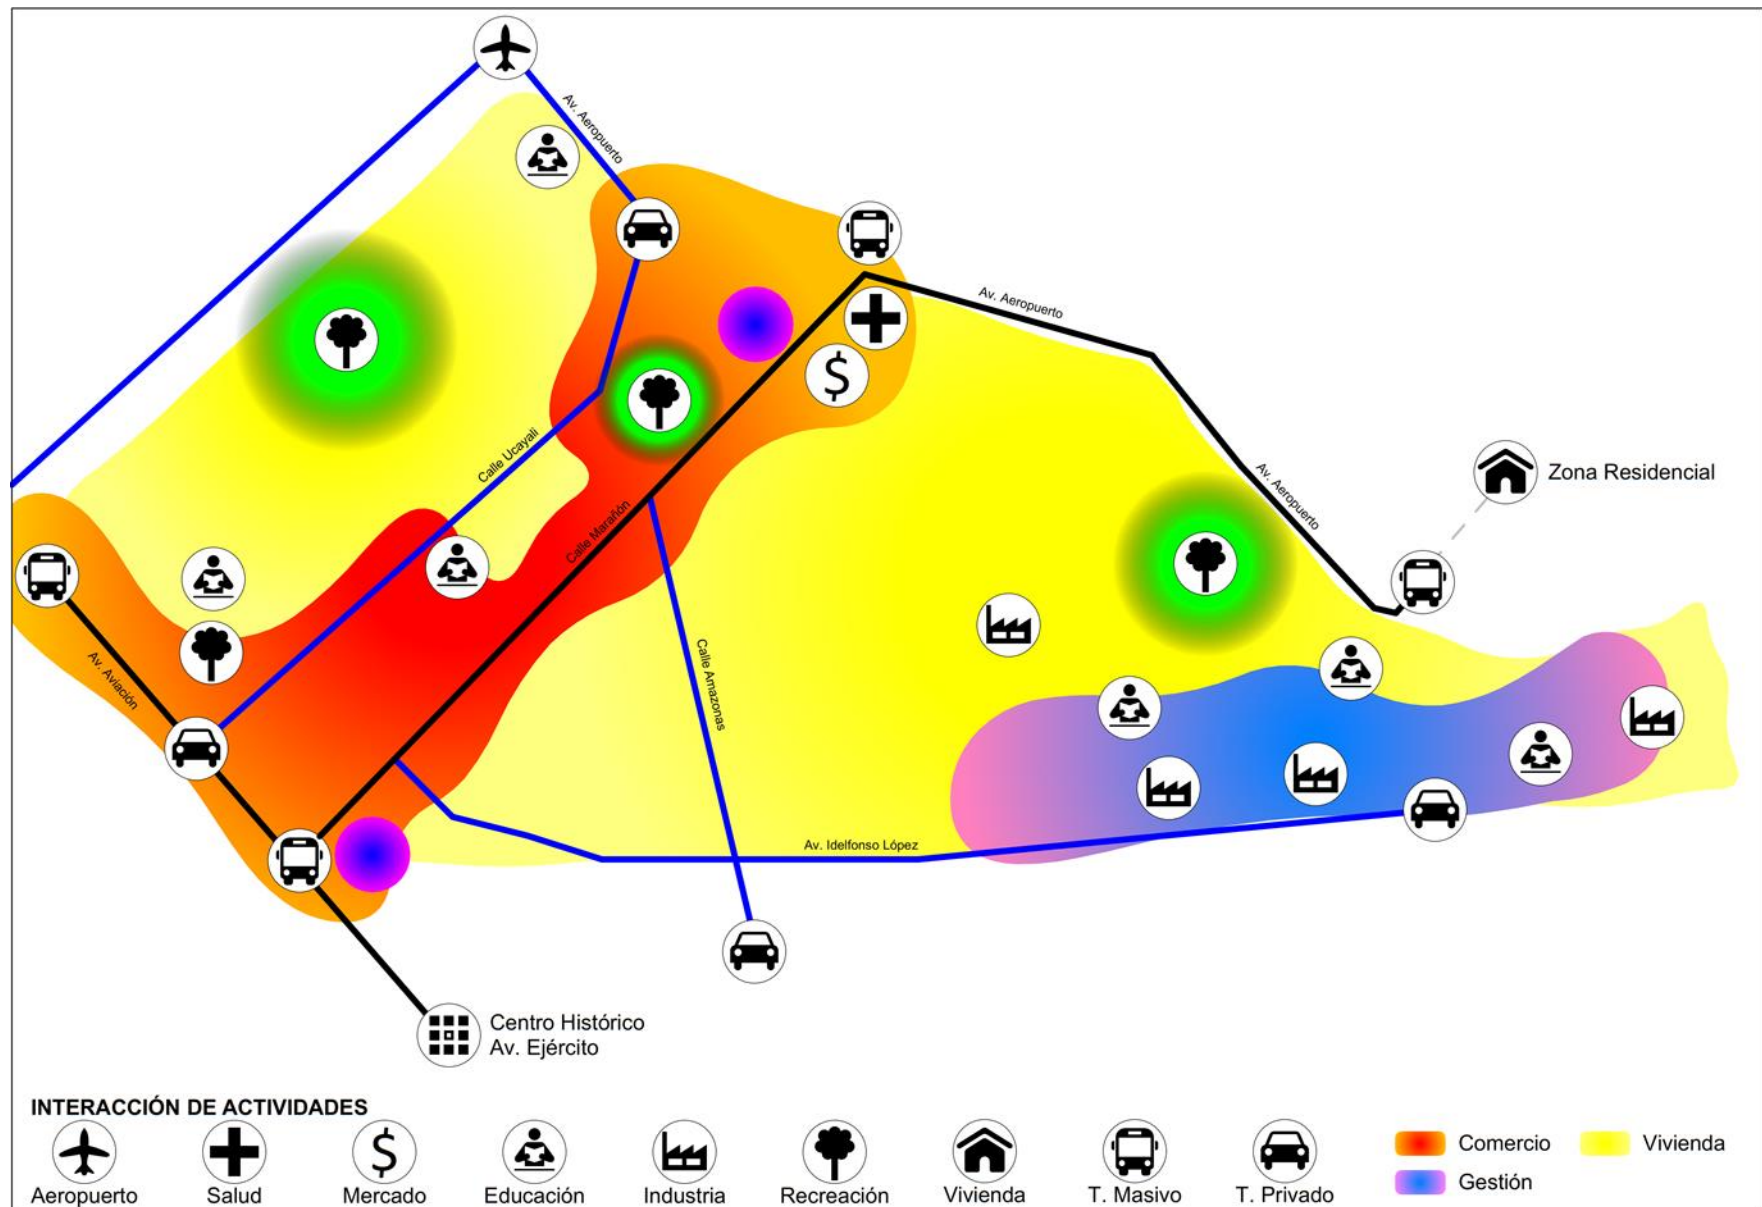 Av. Aeropuerto
Av. Aeropuerto
Calle Ucayali
Zona Residencial
Av. Aeropuerto
Calle Marañón
Av. Aviación
Calle Amazonas
Av. Idelfonso López
Centro Histórico
Av. Ejército
INTERACCIÓN DE ACTIVIDADES
Aeropuerto
Salud
$
Mercado
Educación
Industria
Recreación
Vivienda
T. Masivo
T. Privado
Comercio
Vivienda
Gestión